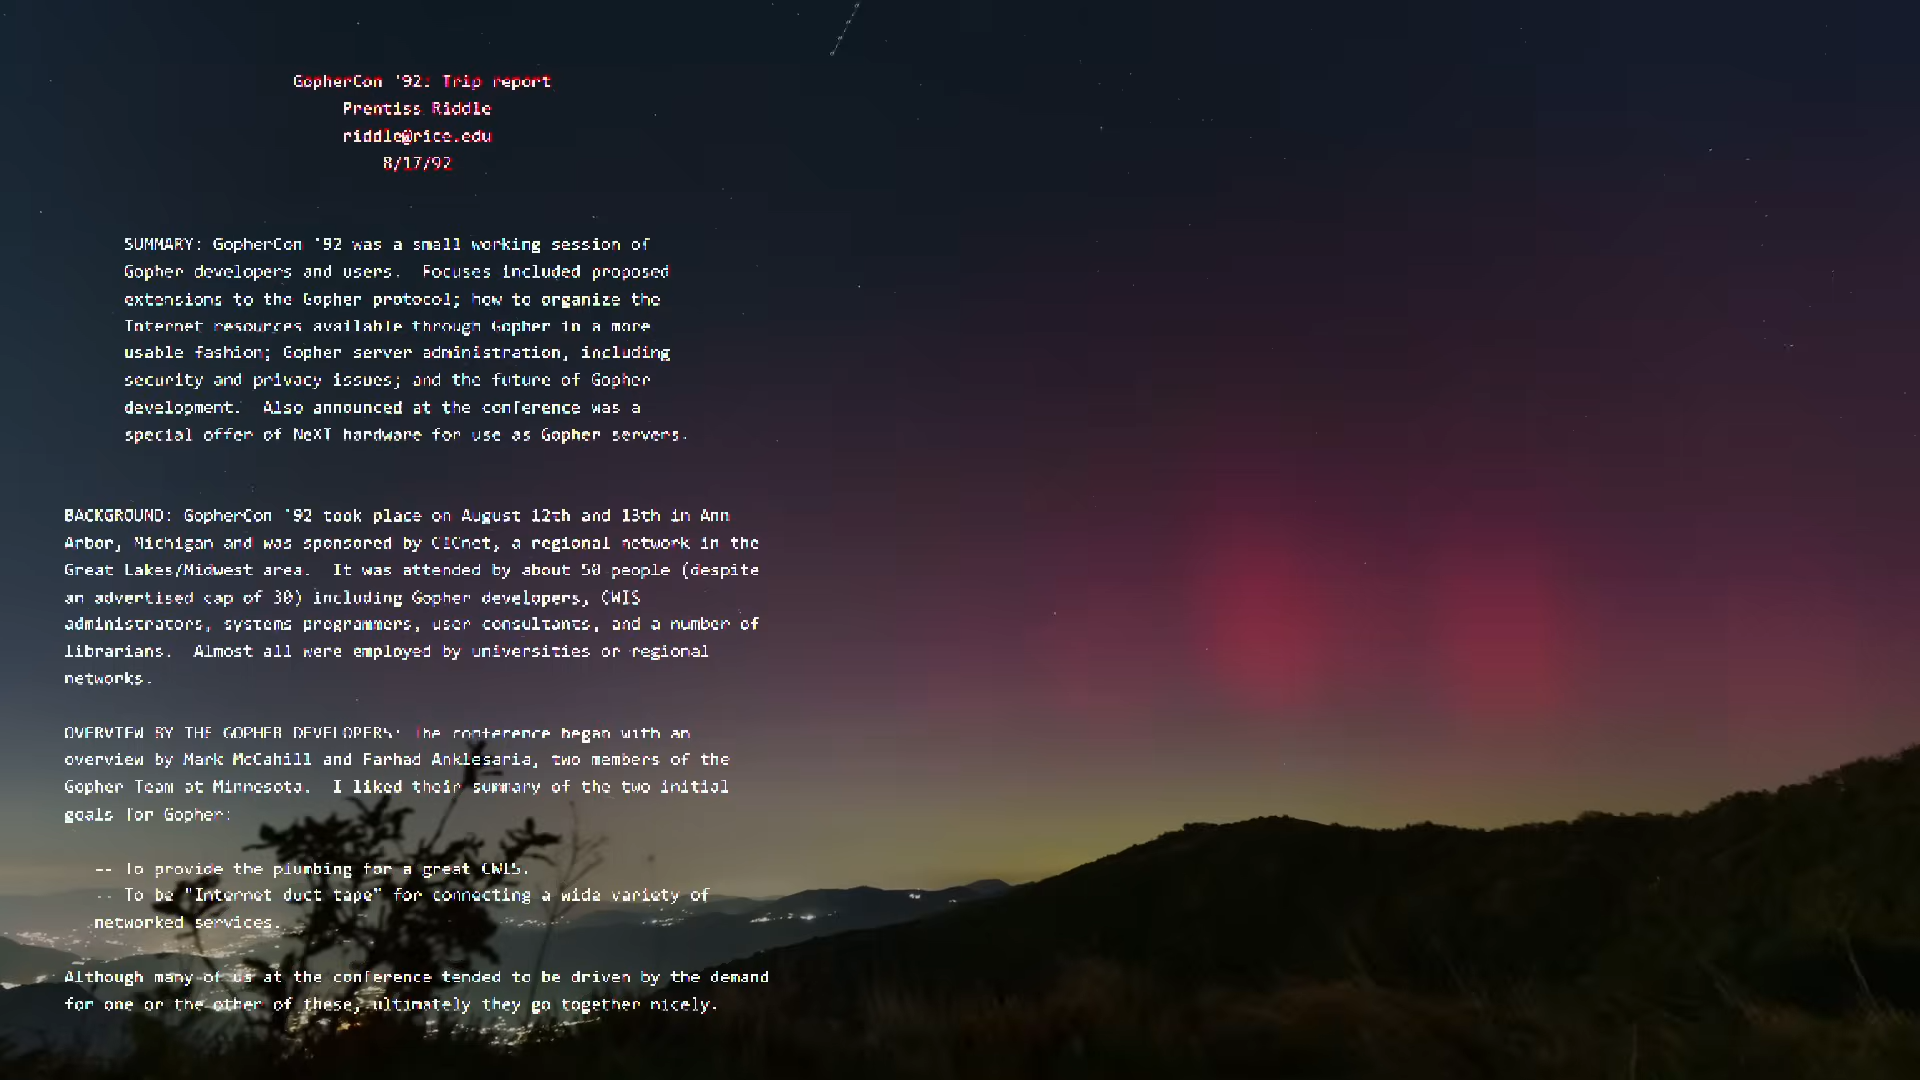 GopherCon '92: Trip report
Prentiss Riddle
riddle@rice.edu
8/17/92
SUMMARY: GopherCon '92 was a small working session of
Gopher developers and users.  Focuses included proposed
extensions to the Gopher protocol; how to organize the
Internet resources available through Gopher in a more
usable fashion; Gopher server administration, including
security and privacy issues; and the future of Gopher
development.  Also announced at the conference was a
special offer of NeXT hardware for use as Gopher servers.
BACKGROUND: GopherCon '92 took place on August 12th and 13th in Ann
Arbor, Michigan and was sponsored by CICnet, a regional network in the
Great Lakes/Midwest area.  It was attended by about 50 people (despite
an advertised cap of 30) including Gopher developers, CWIS
administrators, systems programmers, user consultants, and a number of
librarians.  Almost all were employed by universities or regional
networks.
OVERVIEW BY THE GOPHER DEVELOPERS: The conference began with an
overview by Mark McCahill and Farhad Anklesaria, two members of the
Gopher Team at Minnesota.  I liked their summary of the two initial
goals for Gopher:
-- To provide the plumbing for a great CWIS.
-- To be "Internet duct tape" for connecting a wide variety of
networked services.
Although many of us at the conference tended to be driven by the demand
for one or the other of these, ultimately they go together nicely.